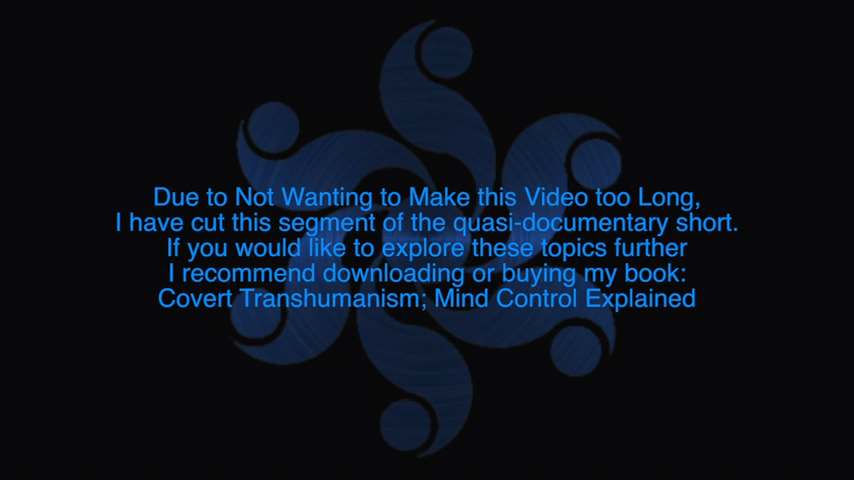 Due to Not Wanting to Make this Video too Long,
I have cut this segment of the quasi-documentary short.
If you would like to explore these topics further
I recommend downloading or buying my book:
Covert Transhumanism; Mind Control Explained